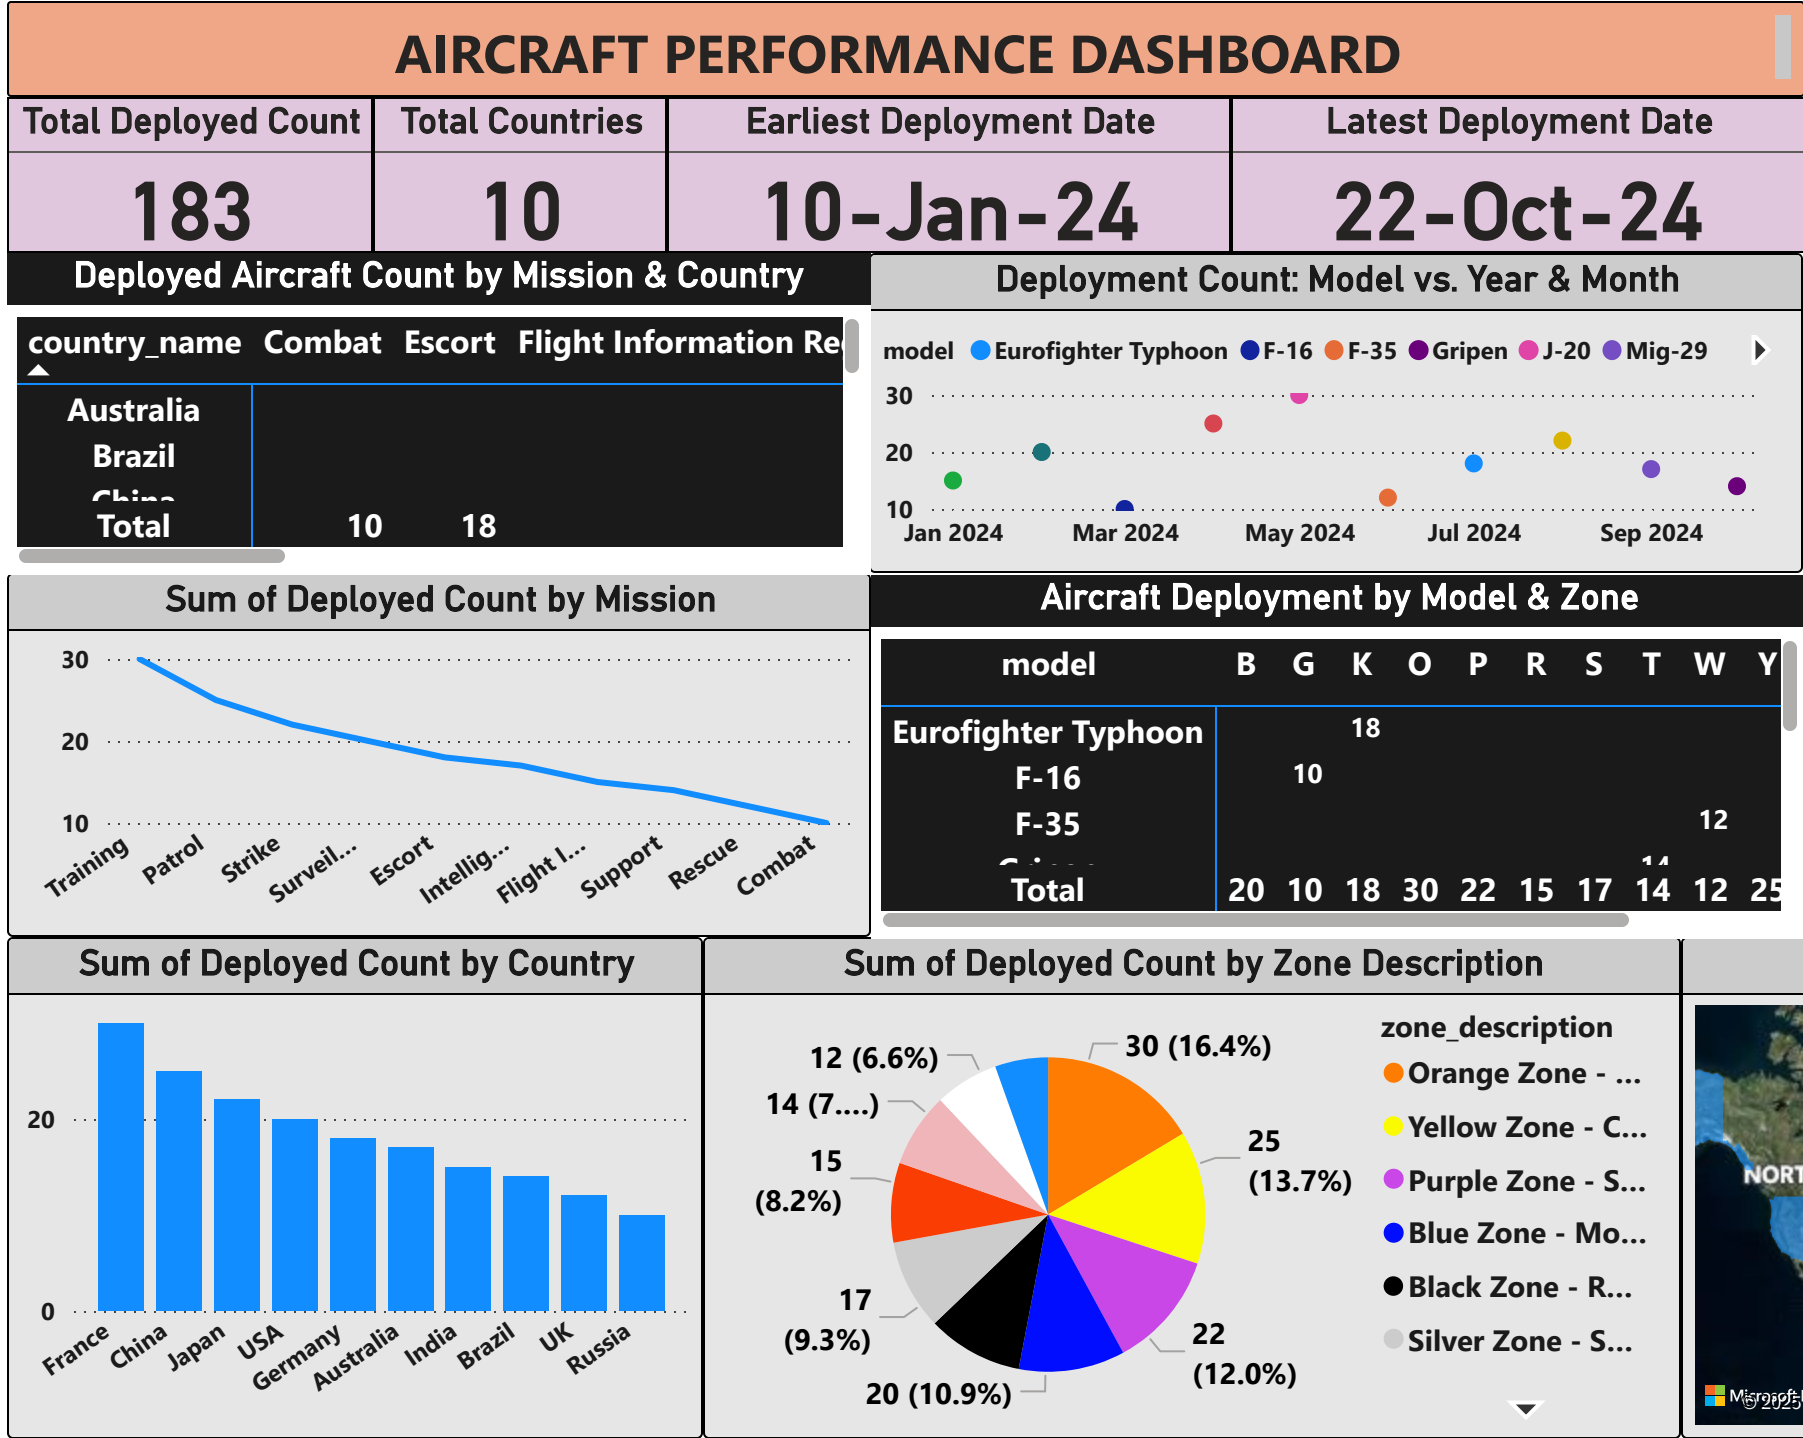 AIRCRAFT PERFORMANCE DASHBOARD
Total Deployed Count
183
Total Countries
10
Earliest Deployment Date
10-Jan-24
Latest Deployment Date
22-Oct-24
Deployed Aircraft Count by Mission & Country
country_name Combat Escort Flight Information Re
Australia
Brazil
China
Total 10 18
Deployment Count: Model vs. Year & Month
model Eurofighter Typhoon F-16 F-35 Gripen J-20 Mig-29
30
20
10
Jan 2024 Mar 2024 May 2024 Jul 2024 Sep 2024
Sum of Deployed Count by Mission
30
20
10
Training Patrol Strike Surveil... Escort Intellig... Flight I... Support Rescue Combat
Aircraft Deployment by Model & Zone
model B G K O P R S T W Y
Eurofighter Typhoon 18
F-16 10
F-35 12
Gripen 14
Total 20 10 18 30 22 15 17 14 12 25
Sum of Deployed Count by Country
20
0
France China Japan USA Germany Australia India Brazil UK Russia
Sum of Deployed Count by Zone Description
30 (16.4%)
25
(13.7%)
22
(12.0%)
20 (10.9%)
17
(9.3%)
15
(8.2%)
14 (7....)
12 (6.6%)
zone_description
Orange Zone - ...
Yellow Zone - C...
Purple Zone - S...
Blue Zone - Mo...
Black Zone - R...
Silver Zone - S...
NORT
Microsoft
© 2025